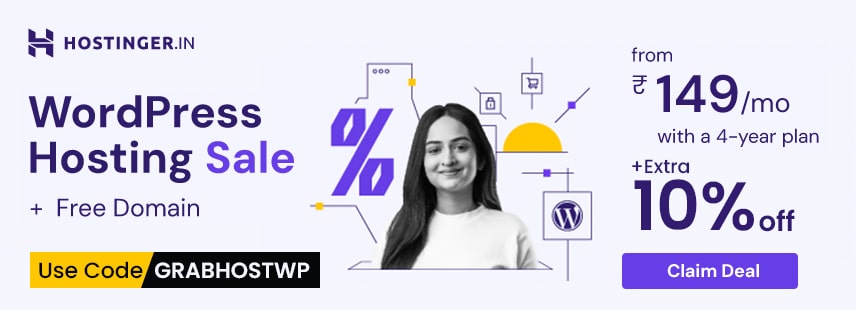 HOSTINGER.IN
WordPress
Hosting Sale
+ Free Domain
Use Code GRABHOSTWP
%
from
₹ 149/mo
with a 4-year plan
+Extra
10% off
Claim Deal